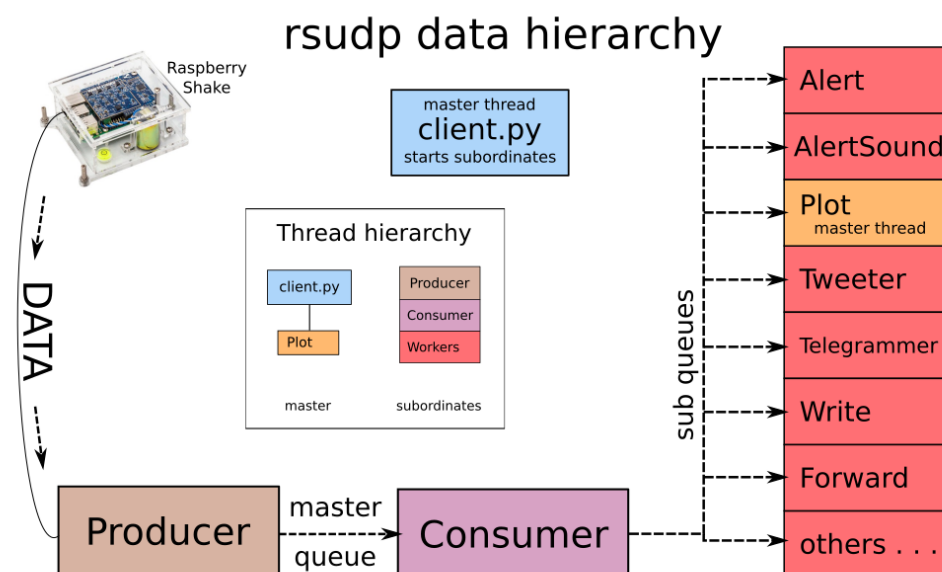 rsudp data hierarchy
Raspberry
Shake
master thread
client.py
starts subordinates
DATA
Thread hierarchy
client.py
Plot
master
Producer
Consumer
Workers
subordinates
Producer
master
queue
Consumer
sub queues
Alert
AlertSound
Plot
master thread
Tweeter
Telegrammer
Write
Forward
others . . .